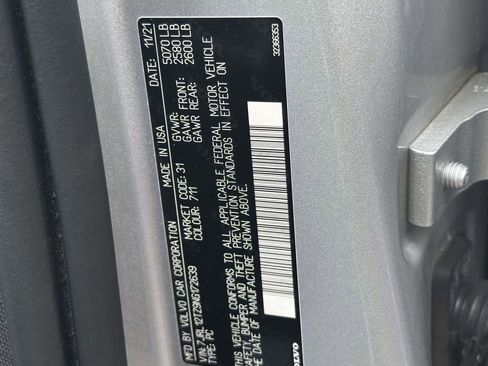 MFD BY VOLVO CAR CORPORATION MADE IN USA DATE: 11/21
GVWR: 5070 LB
MARKET CODE: 31 GAWR FRONT: 2580 LB
COLOUR: 711 GAWR REAR: 2600 LB
VIN: 7JRL12TZ9NG172639
TYPE: PC
THIS VEHICLE CONFORMS TO ALL APPLICABLE FEDERAL MOTOR VEHICLE
SAFETY, BUMPER AND THEFT PREVENTION STANDARDS IN EFFECT ON
THE DATE OF MANUFACTURE SHOWN ABOVE.
VOLVO
32366353